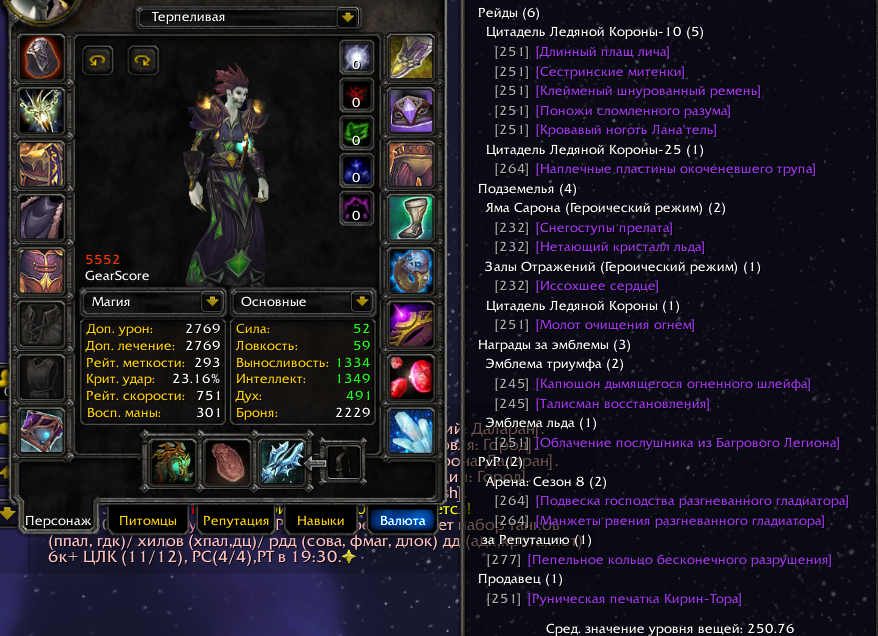 Терпеливая
0
0
0
0
0
5552
GearScore
Магия
Основные
Доп. урон: 2769
Доп. лечение: 2769
Рейт. меткости: 293
Крит. удар: 23.16%
Рейт. скорости: 751
Восп. маны: 301
Сила: 52
Ловкость: 59
Выносливость: 1334
Интеллект: 1349
Дух: 491
Броня: 2229
Персонаж
Питомцы
Репутация
Навыки
Валюта
(ппал, гдк)/ хилов (хпал,дц)/ рдд (сова, фмаг, длок) дд
6к+ ЦЛК (11/12), РС(4/4),РТ в 19:30.
Рейды (6)
Цитадель Ледяной Короны-10 (5)
[251] [Длинный плащ лича]
[251] [Сестринские митенки]
[251] [Клейменый шнурованный ремень]
[251] [Поножи сломленного разума]
[251] [Кровавый ноготь Лана'тель]
Цитадель Ледяной Короны-25 (1)
[264] [Наплечные пластины окоченевшего трупа]
Подземелья (4)
Яма Сарона (Героический режим) (2)
[232] [Снегоступы прелата]
[232] [Нетающий кристалл льда]
Залы Отражений (Героический режим) (1)
[232] [Иссохшее сердце]
Цитадель Ледяной Короны (1)
[251] [Молот очищения огнем]
Награды за эмблемы (3)
Эмблема триумфа (2)
[245] [Капюшон дымящегося огненного шлейфа]
[245] [Талисман восстановления]
Эмблема льда (1)
[251] [Облачение послушника из Багрового Легиона]
PvP (2)
Арена: Сезон 8 (2)
[264] [Подвеска господства разгневанного гладиатора]
[264] [Манжеты рвения разгневанного гладиатора]
за Репутацию (1)
[277] [Пепельное кольцо бесконечного разрушения]
Продавец (1)
[251] [Руническая печатка Кирин-Тора]
Сред. значение уровня вещей: 250.76